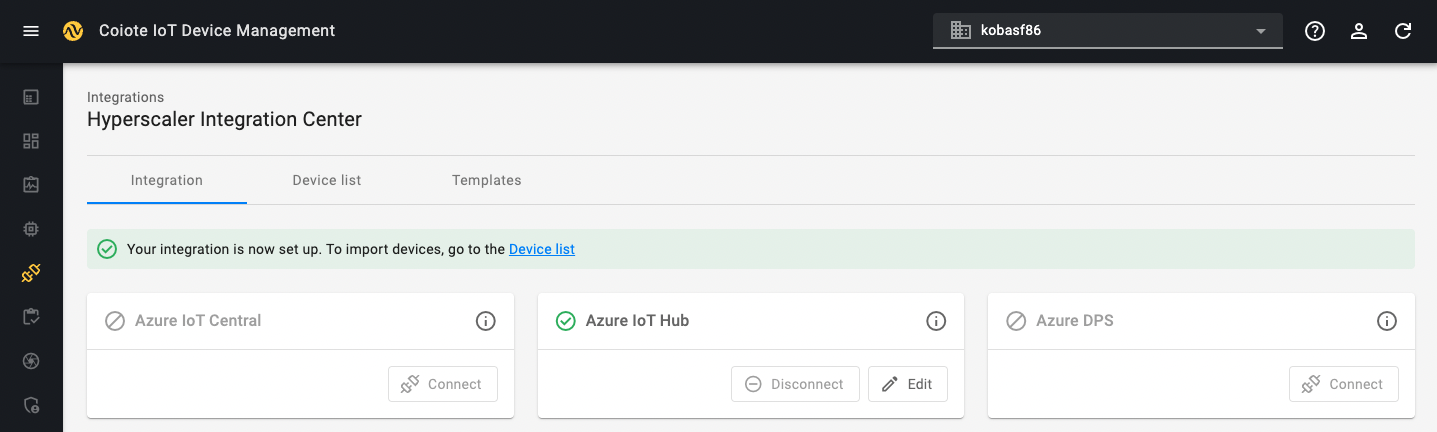 Coiote IoT Device Management
kobasf86
Integrations
Hyperscaler Integration Center
Integration Device list Templates
Your integration is now set up. To import devices, go to the Device list
Azure IoT Central
Connect
Azure IoT Hub
Disconnect Edit
Azure DPS
Connect